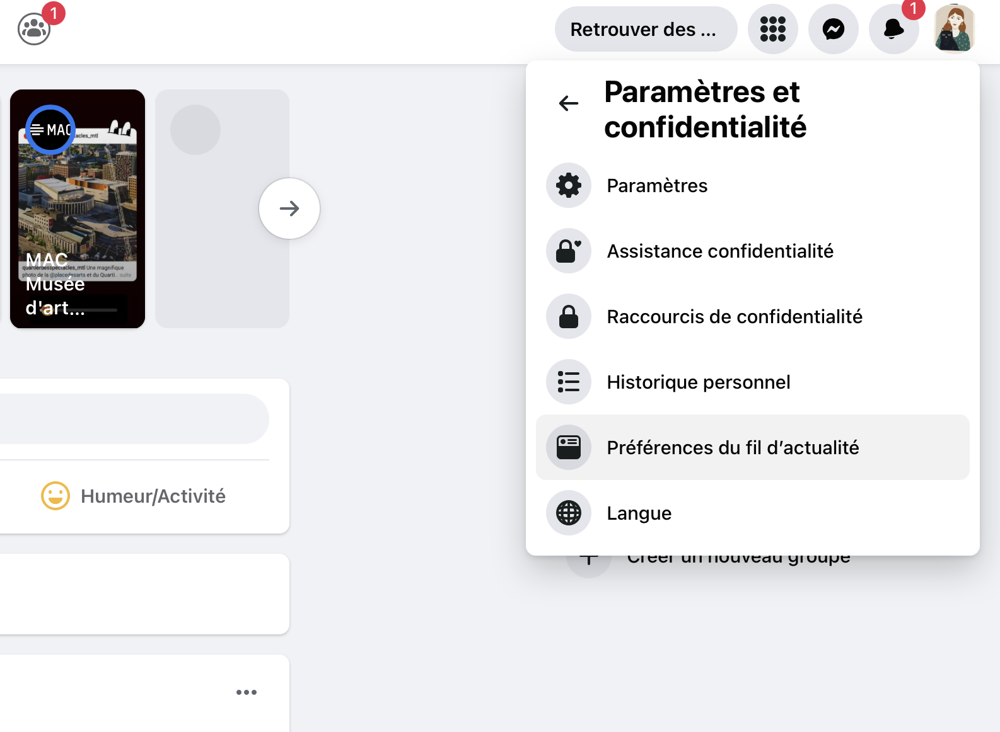 1
Retrouver des ...
1
Paramètres et
confidentialité
Paramètres
Assistance confidentialité
Raccourcis de confidentialité
Historique personnel
Préférences du fil d’actualité
Langue
Créer un nouveau groupe
MAC
tacles_mtl
MAC
quartierdesspectacles_mtl Une magnifique
photo de la @placedesarts et du Quarti... suite
Musée
d'art...
Humeur/Activité